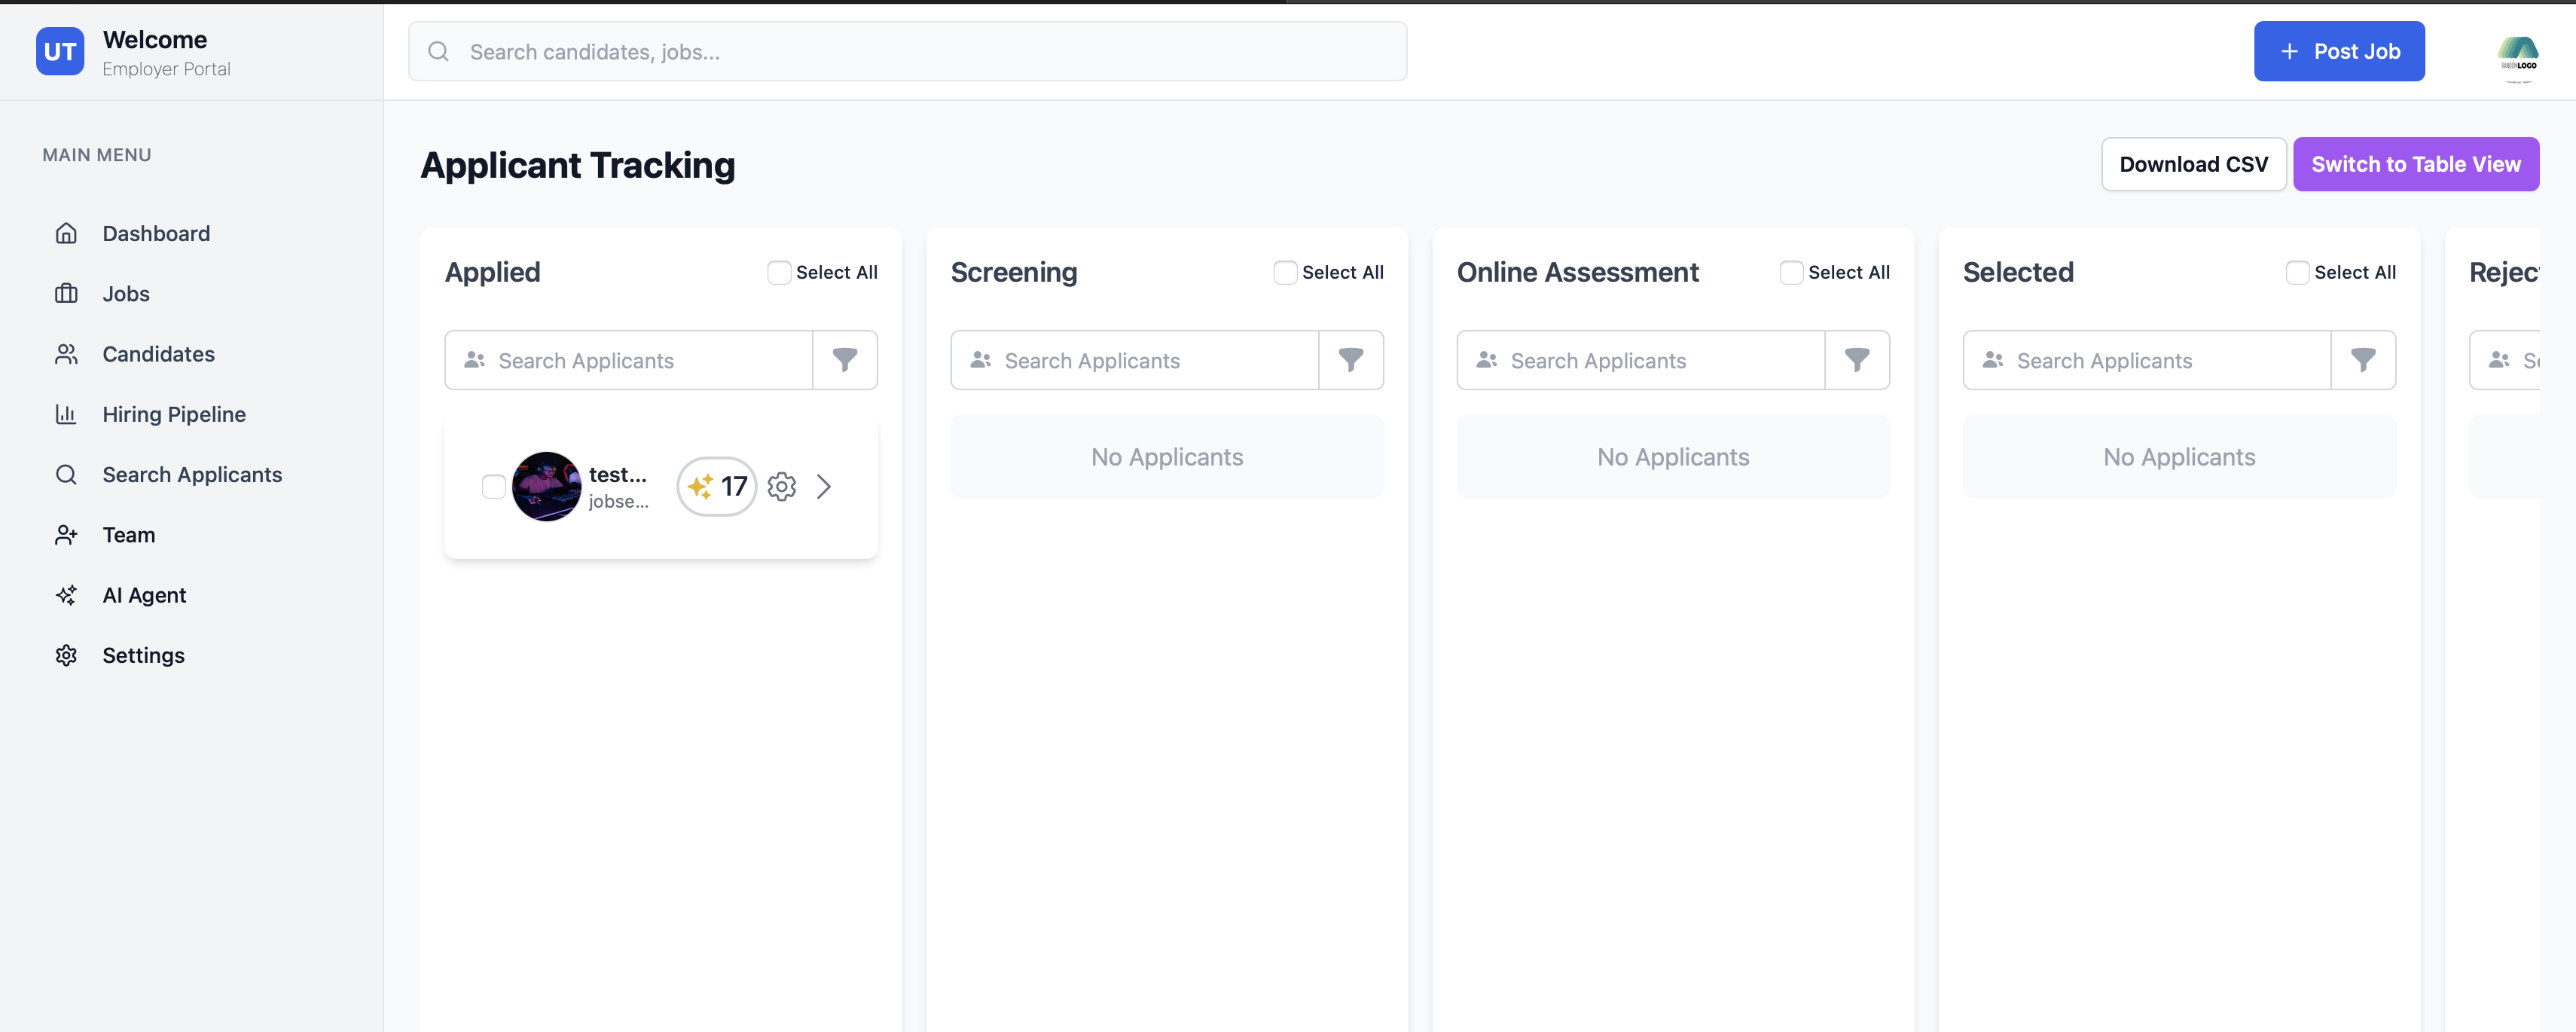 UT
Welcome
Employer Portal
Search candidates, jobs...
+ Post Job
RANDOMLOGO
MAIN MENU
Dashboard
Jobs
Candidates
Hiring Pipeline
Search Applicants
Team
AI Agent
Settings
Applicant Tracking
Download CSV
Switch to Table View
Applied
Select All
Search Applicants
test...
jobse...
17
Screening
Select All
Search Applicants
No Applicants
Online Assessment
Select All
Search Applicants
No Applicants
Selected
Select All
Search Applicants
No Applicants
Rejec